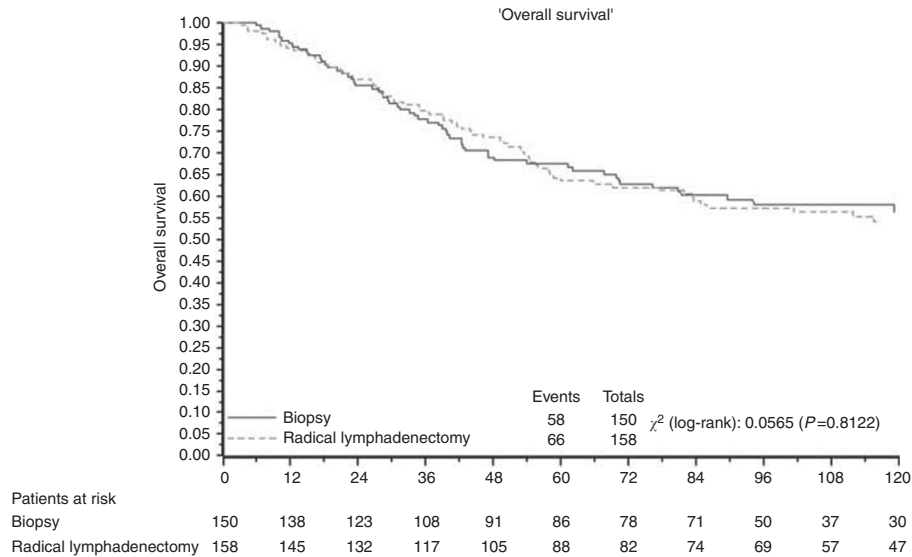 'Overall survival'
1.00
0.95
0.90
0.85
0.80
0.75
0.70
0.65
0.60
0.55
0.50
0.45
0.40
0.35
0.30
0.25
0.20
0.15
0.10
0.05
0.00
Overall survival
Events Totals
Biopsy 58 150 χ² (log-rank): 0.0565 (P=0.8122)
Radical lymphadenectomy 66 158
0 12 24 36 48 60 72 84 96 108 120
Patients at risk
Biopsy 150 138 123 108 91 86 78 71 50 37 30
Radical lymphadenectomy 158 145 132 117 105 88 82 74 69 57 47